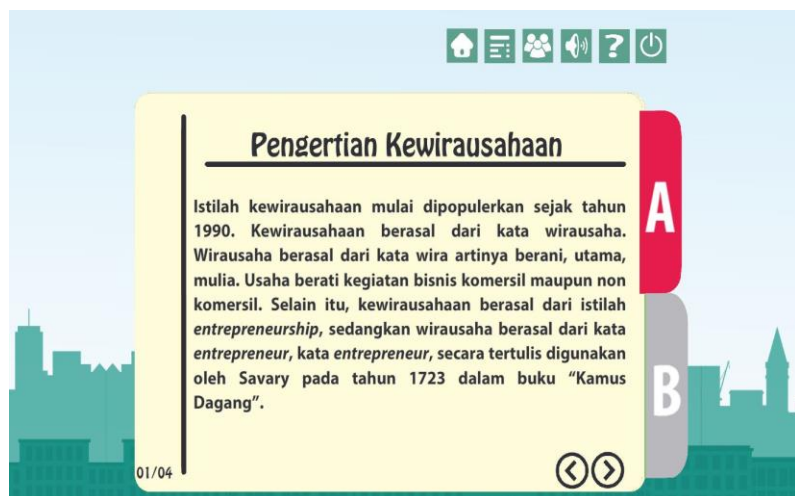 Pengertian Kewirausahaan
Istilah kewirausahaan mulai dipopulerkan sejak tahun
1990. Kewirausahaan berasal dari kata wirausaha.
Wirausaha berasal dari kata wira artinya berani, utama,
mulia. Usaha berati kegiatan bisnis komersil maupun non
komersil. Selain itu, kewirausahaan berasal dari istilah
entrepreneurship, sedangkan wirausaha berasal dari kata
entrepreneur, kata entrepreneur, secara tertulis digunakan
oleh Savary pada tahun 1723 dalam buku “Kamus
Dagang”.
01/04
A
B